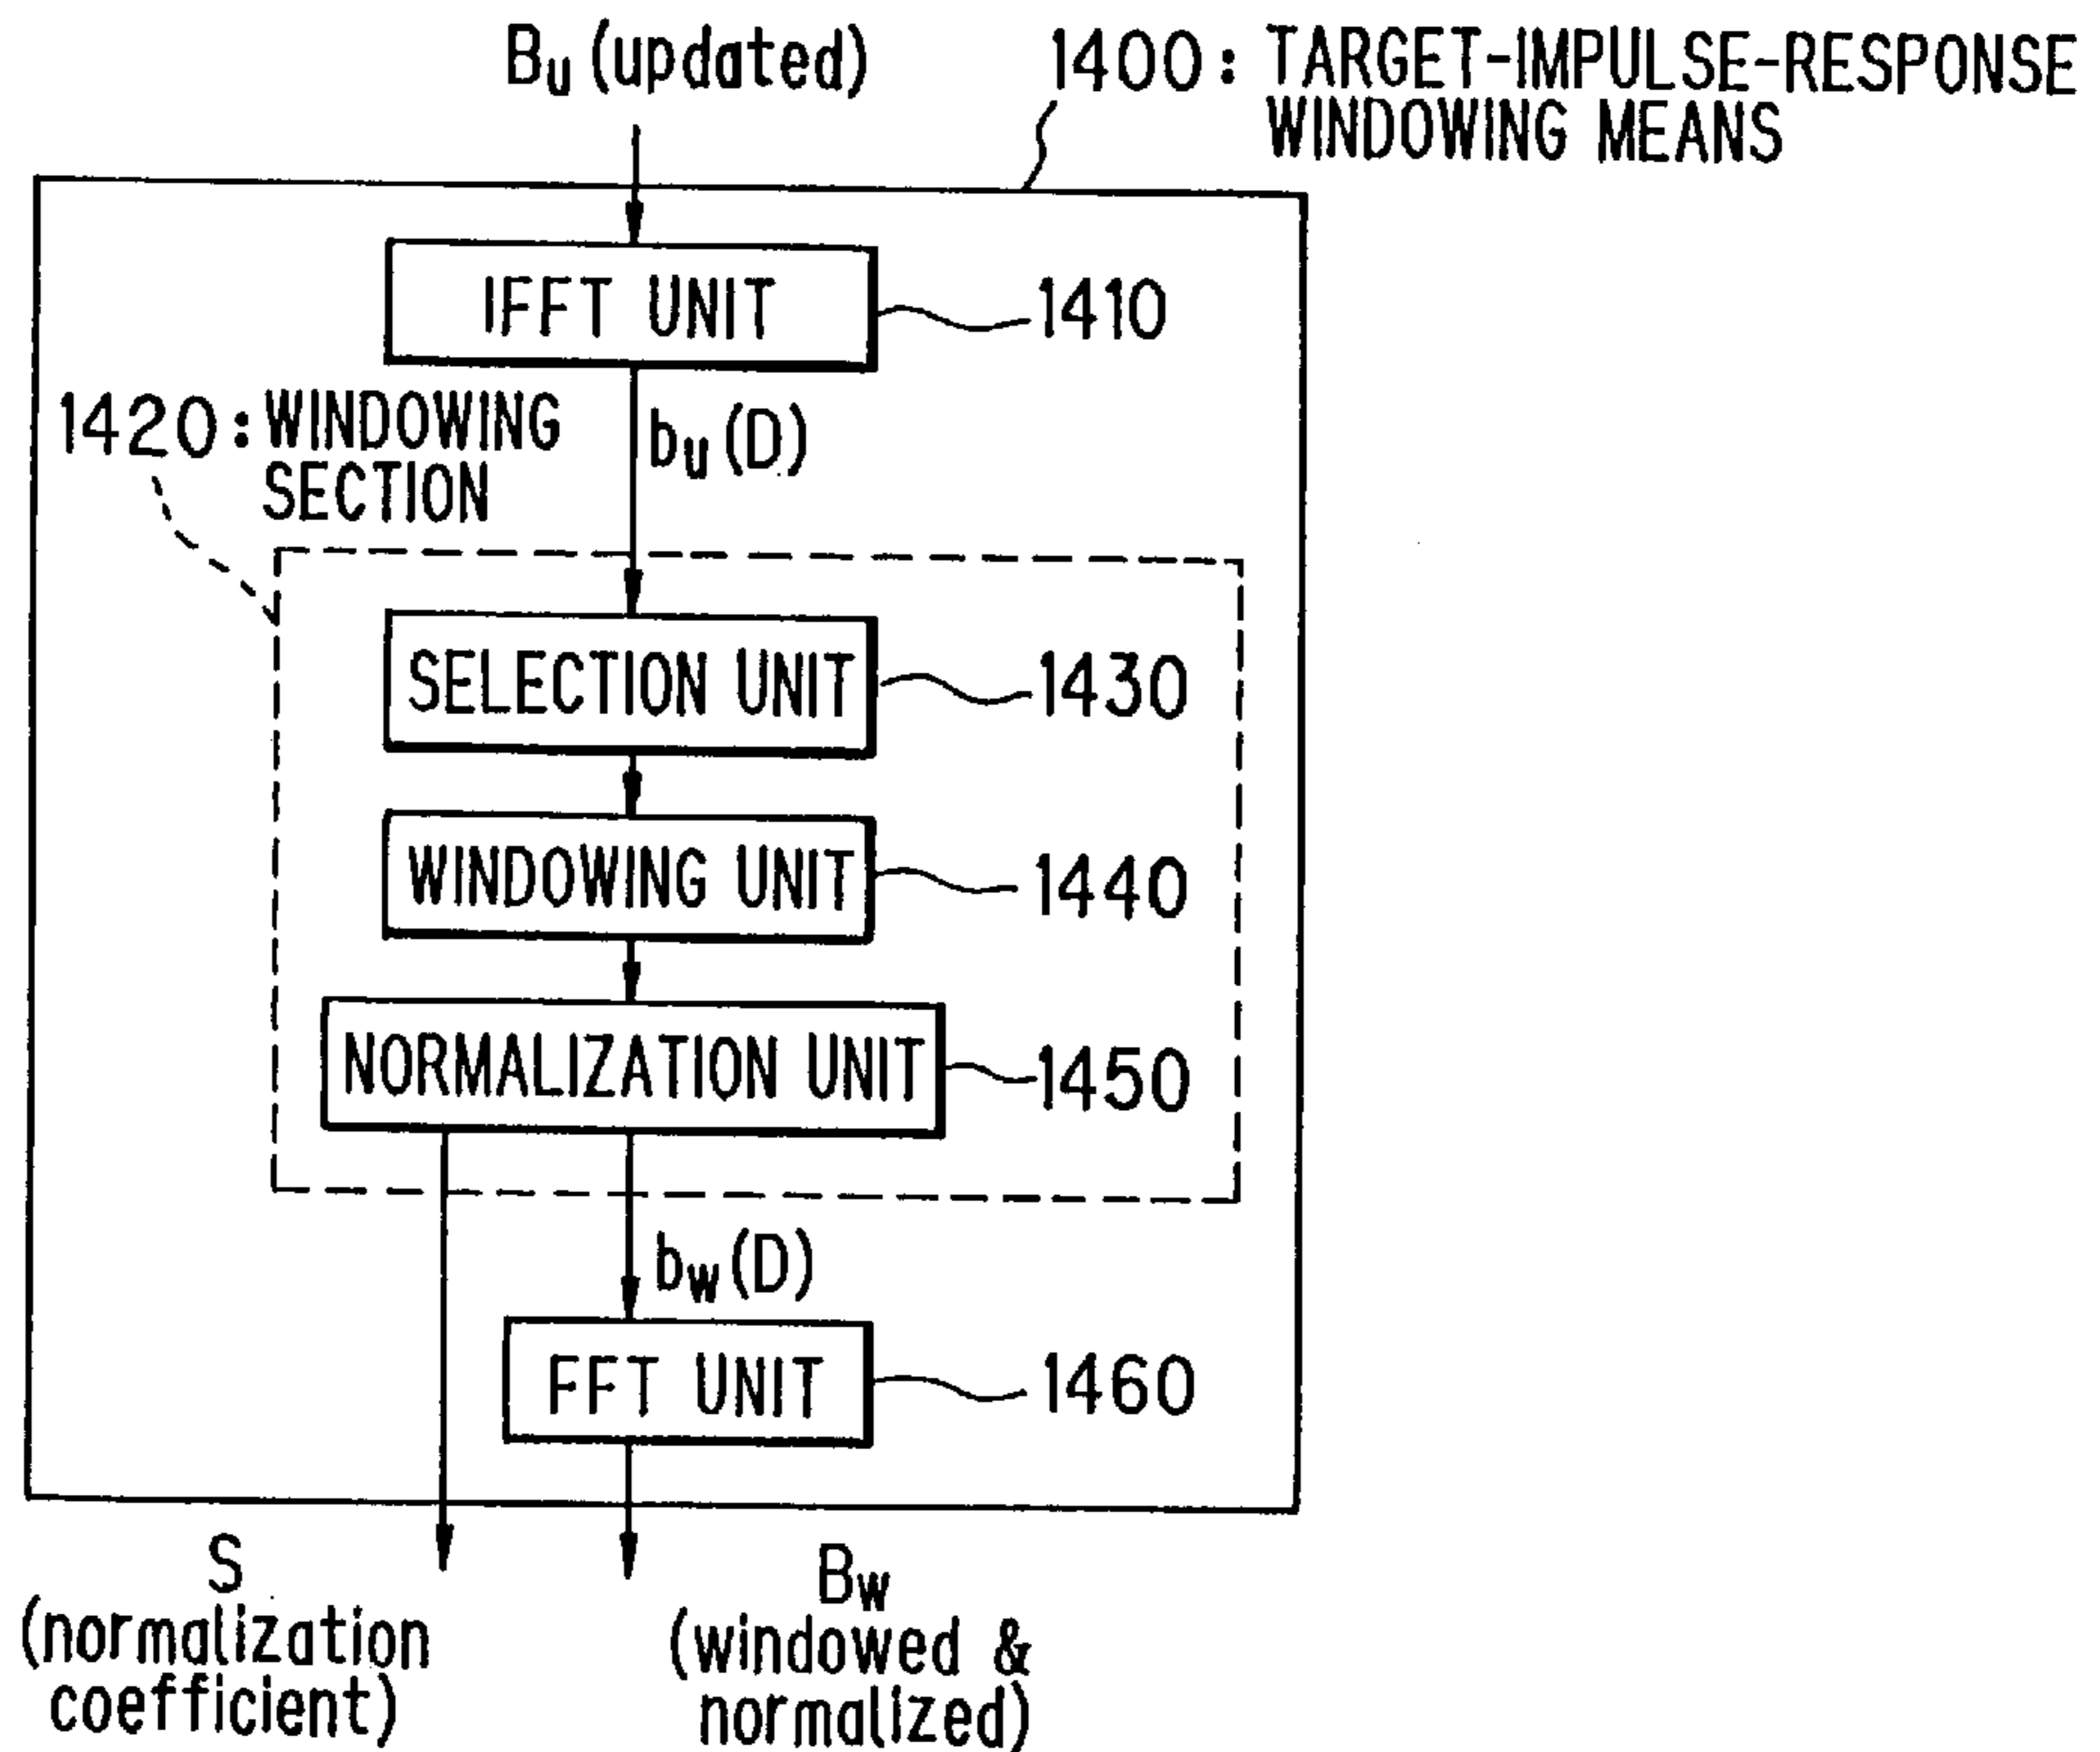 Bu (updated)
1400: TARGET-IMPULSE-RESPONSE
WINDOWING MEANS
IFFT UNIT
1410
1420: WINDOWING
SECTION
bu (D)
SELECTION UNIT
1430
WINDOWING UNIT
1440
NORMALIZATION UNIT
1450
bw (D)
FFT UNIT
1460
S
(normalization
coefficient)
Bw
(windowed &
normalized)